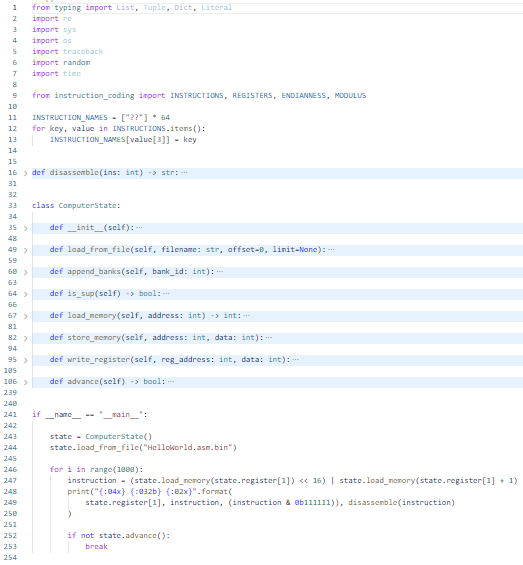 1 from typing import List, Tuple, Dict, Literal
2 import re
3 import sys
4 import os
5 import traceback
6 import random
7 import time
8
9 from instruction_coding import INSTRUCTIONS, REGISTERS, ENDIANNESS, MODULUS
10
11 INSTRUCTION_NAMES = ["??"] * 64
12 for key, value in INSTRUCTIONS.items():
13     INSTRUCTION_NAMES[value[3]] = key
14
15
16 > def disassemble(ins: int) -> str: ···
31
32
33 class ComputerState:
34
35 >     def __init__(self): ···
48
49 >     def load_from_file(self, filename: str, offset=0, limit=None): ···
59
60 >     def append_banks(self, bank_id: int): ···
63
64 >     def is_sup(self) -> bool: ···
66
67 >     def load_memory(self, address: int) -> int: ···
81
82 >     def store_memory(self, address: int, data: int): ···
94
95 >     def write_register(self, reg_address: int, data: int): ···
105
106 >     def advance(self) -> bool: ···
239
240
241 if __name__ == "__main__":
242
243     state = ComputerState()
244     state.load_from_file("HelloWorld.asm.bin")
245
246     for i in range(1000):
247         instruction = (state.load_memory(state.register[1]) << 16) | state.load_memory(state.register[1] + 1)
248         print("{:04x} {:032b} {:02x}".format(
249             state.register[1], instruction, (instruction & 0b111111)), disassemble(instruction)
250         )
251
252         if not state.advance():
253             break
254